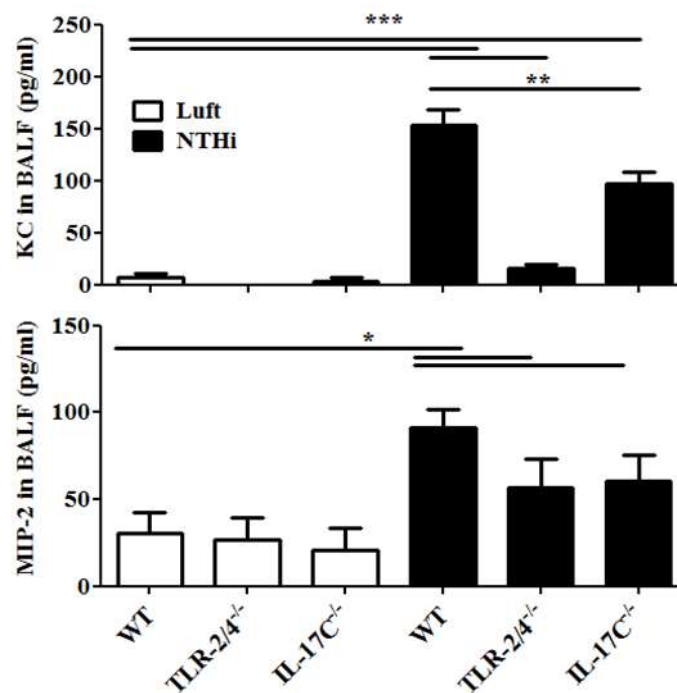 ***
250
200
**
150
100
50
0
KC in BALF (pg/ml)
Luft
NTHi
150
*
100
50
0
MIP-2 in BALF (pg/ml)
WT
TLR-2/4-/-
IL-17C-/-
WT
TLR-2/4-/-
IL-17C-/-